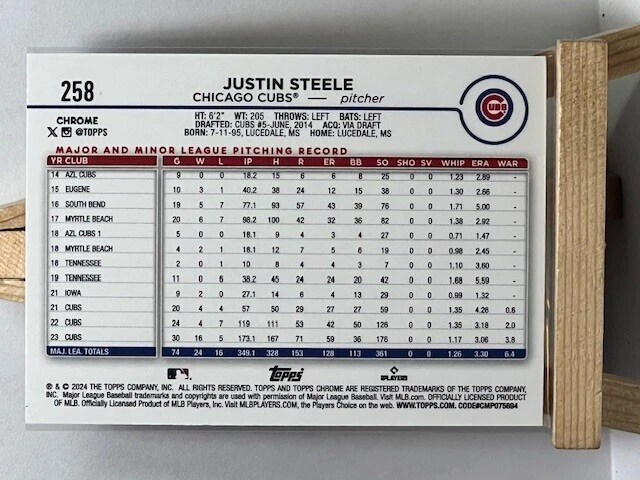 258
JUSTIN STEELE
CHICAGO CUBS® — pitcher
CUBS
CHROME
@TOPPS
HT: 6'2" WT: 205 THROWS: LEFT BATS: LEFT
DRAFTED: CUBS #5-JUNE, 2014 ACQ: VIA DRAFT
BORN: 7-11-95, LUCEDALE, MS HOME: LUCEDALE, MS
MAJOR AND MINOR LEAGUE PITCHING RECORD
YR CLUB G W L IP H R ER BB SO SHO SV WHIP ERA WAR
14 AZL CUBS 9 0 0 18.2 15 6 6 8 25 0 0 1.23 2.89 -
15 EUGENE 10 3 1 40.2 38 24 12 15 38 0 0 1.30 2.66 -
16 SOUTH BEND 19 5 7 77.1 93 57 43 39 76 0 0 1.71 5.00 -
17 MYRTLE BEACH 20 6 7 98.2 100 42 32 36 82 0 0 1.38 2.92 -
18 AZL CUBS 1 5 0 0 18.1 9 4 3 4 27 0 0 0.71 1.47 -
18 MYRTLE BEACH 4 2 1 18.1 12 7 5 6 19 0 0 0.98 2.45 -
18 TENNESSEE 2 0 1 10 8 4 4 3 7 0 0 1.10 3.60 -
19 TENNESSEE 11 0 6 38.2 45 24 24 20 42 0 0 1.68 5.59 -
21 IOWA 9 2 0 27.1 14 6 4 13 29 0 0 0.99 1.32 -
21 CUBS 20 4 4 57 50 29 27 27 59 0 0 1.35 4.26 0.6
22 CUBS 24 4 7 119 111 53 42 50 126 0 0 1.35 3.18 2.0
23 CUBS 30 16 5 173.1 167 71 59 36 176 0 0 1.17 3.06 3.8
MAJ. LEA. TOTALS 74 24 16 349.1 328 153 128 113 361 0 0 1.26 3.30 6.4
Topps
PLAYERS
® & © 2024 THE TOPPS COMPANY, INC. ALL RIGHTS RESERVED. TOPPS AND TOPPS CHROME ARE REGISTERED TRADEMARKS OF THE TOPPS COMPANY,
INC. Major League Baseball trademarks and copyrights are used with permission of Major League Baseball. Visit MLB.com. OFFICIALLY LICENSED PRODUCT
OF MLB. Officially Licensed Product of MLB Players, Inc. Visit MLBPLAYERS.com, the Players Choice on the web. WWW.TOPPS.COM. CODE#CMP075694